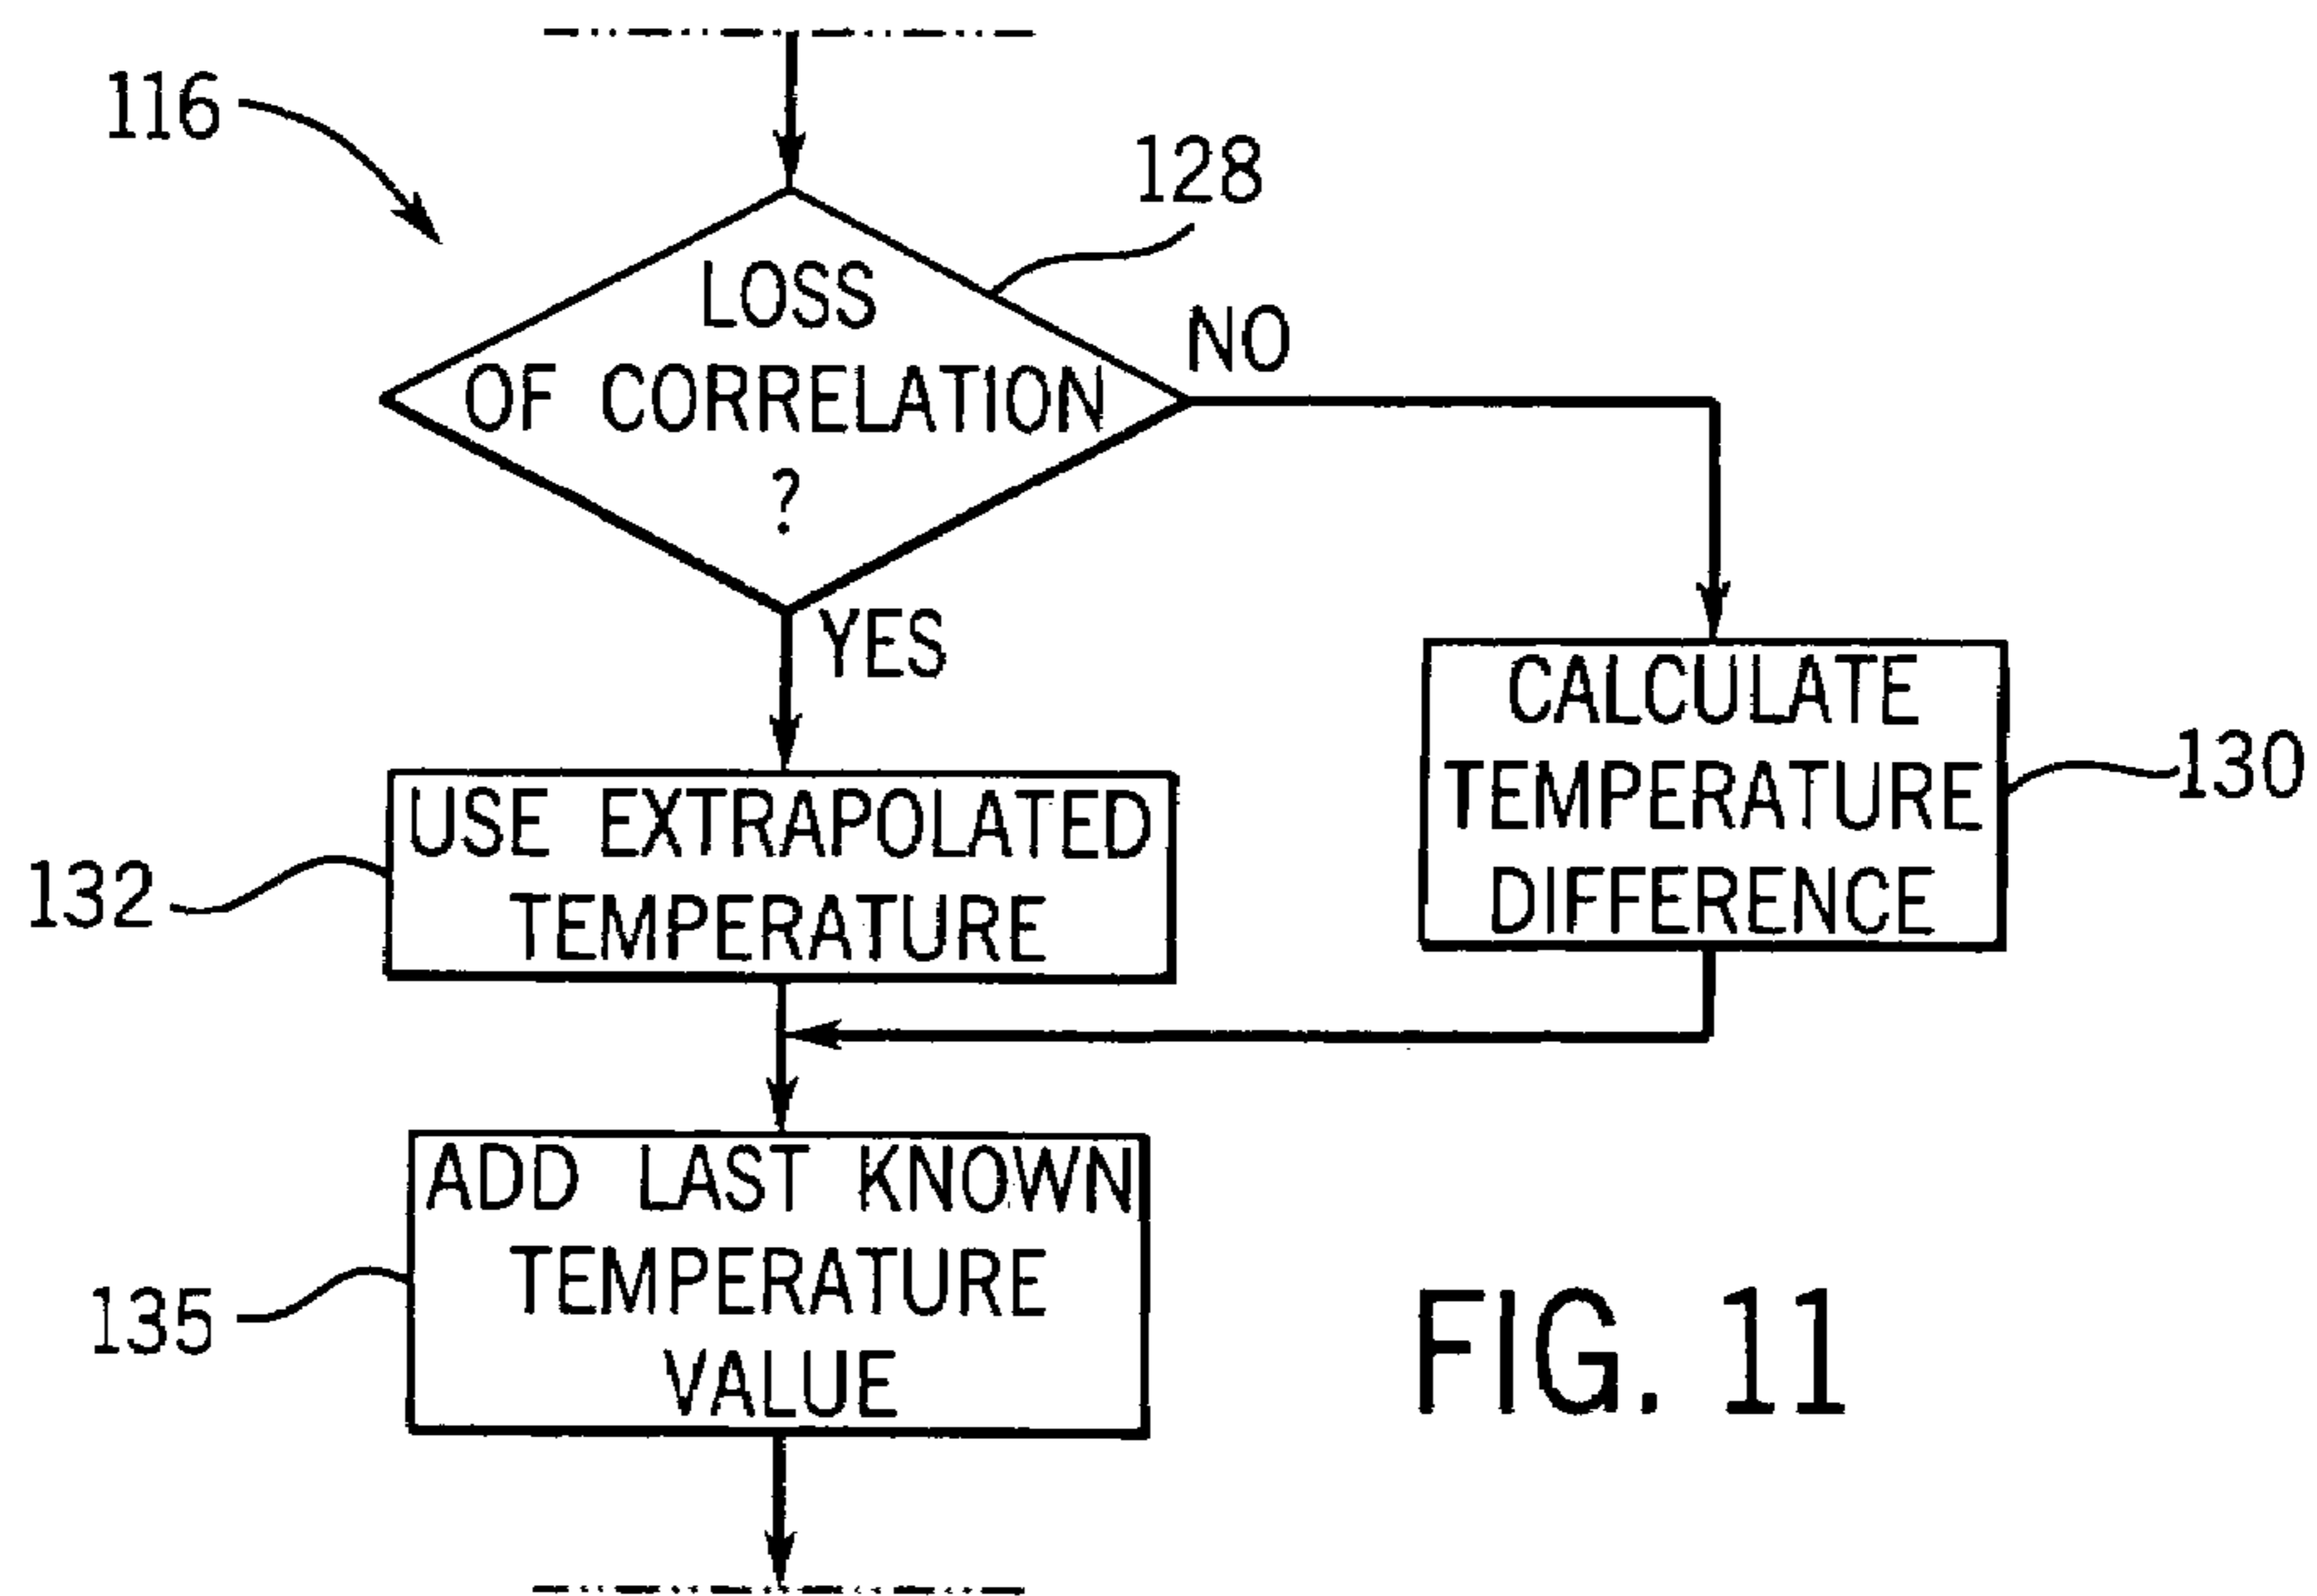 116
128
LOSS
OF CORRELATION
?
NO
YES
CALCULATE
TEMPERATURE
DIFFERENCE
130
USE EXTRAPOLATED
TEMPERATURE
132
ADD LAST KNOWN
TEMPERATURE
VALUE
135
FIG. 11